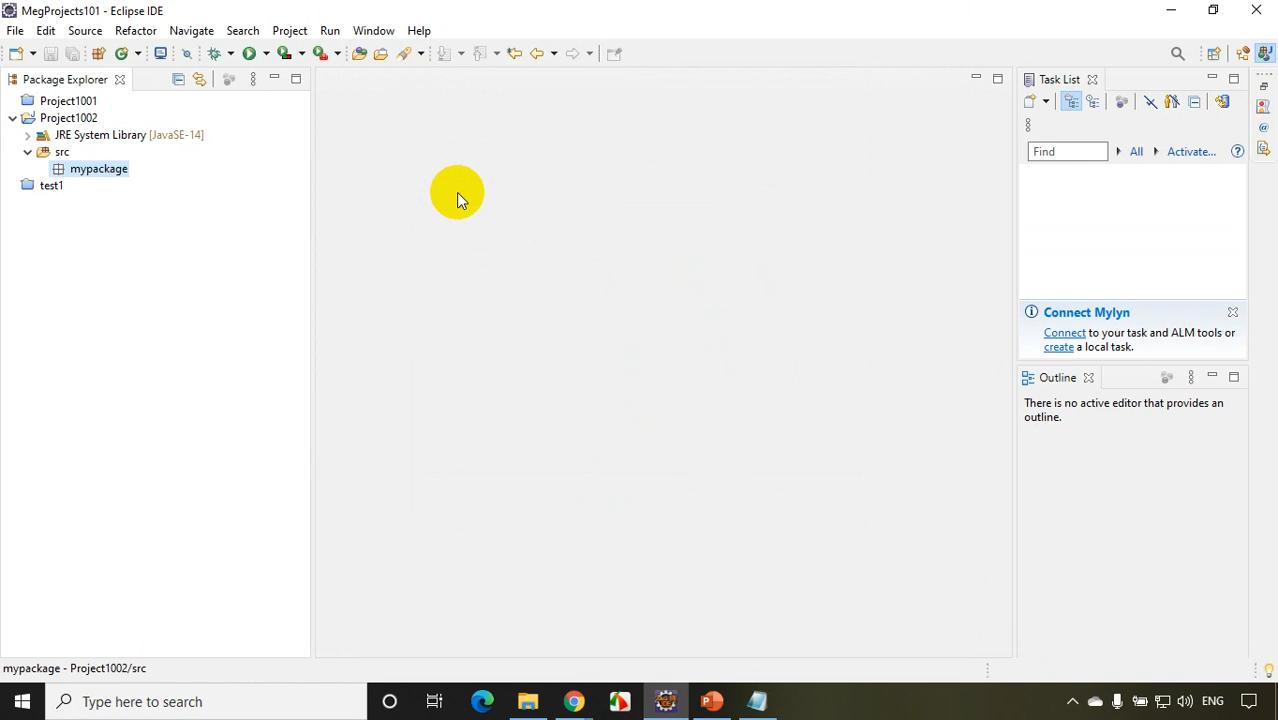 MegProjects101 - Eclipse IDE
File Edit Source Refactor Navigate Search Project Run Window Help
Package Explorer
Project1001
Project1002
JRE System Library [JavaSE-14]
src
mypackage
test1
Task List
Find All Activate...
Connect Mylyn
Connect to your task and ALM tools or
create a local task.
Outline
There is no active editor that provides an
outline.
mypackage - Project1002/src
Type here to search
ENG